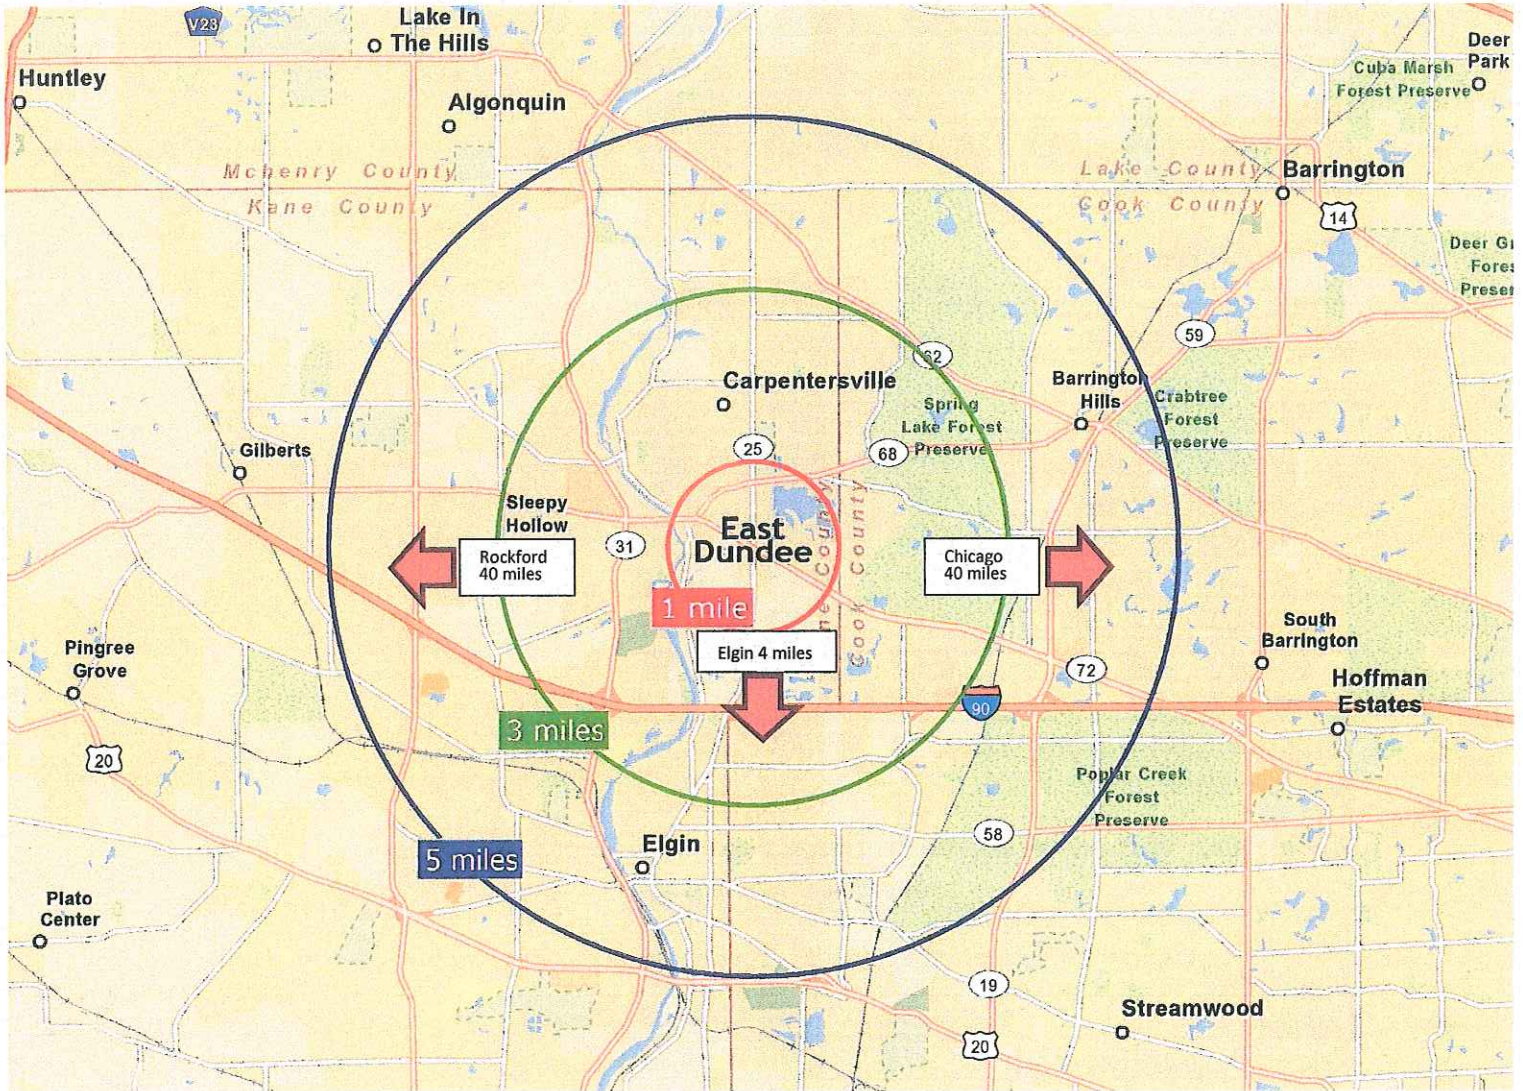 V23
Lake In
The Hills
Huntley
Algonquin
Deer
Park
Cuba Marsh
Forest Preserve
Mchenry County
Kane County
Lake County
Cook County
Barrington
14
Deer
Preser
59
62
Carpentersville
Barrington
Hills
Crabtree
Forest
Preserve
Spring
Lake Forest
Preserve
25
68
Gilberts
Sleepy
Hollow
East
Dundee
31
Rockford
40 miles
Chicago
40 miles
County
Cook County
1 mile
Elgin 4 miles
Pingree
Grove
South
Barrington
72
Hoffman
Estates
90
3 miles
20
Poplar Creek
Forest
Preserve
58
Elgin
5 miles
Plato
Center
19
Streamwood
20